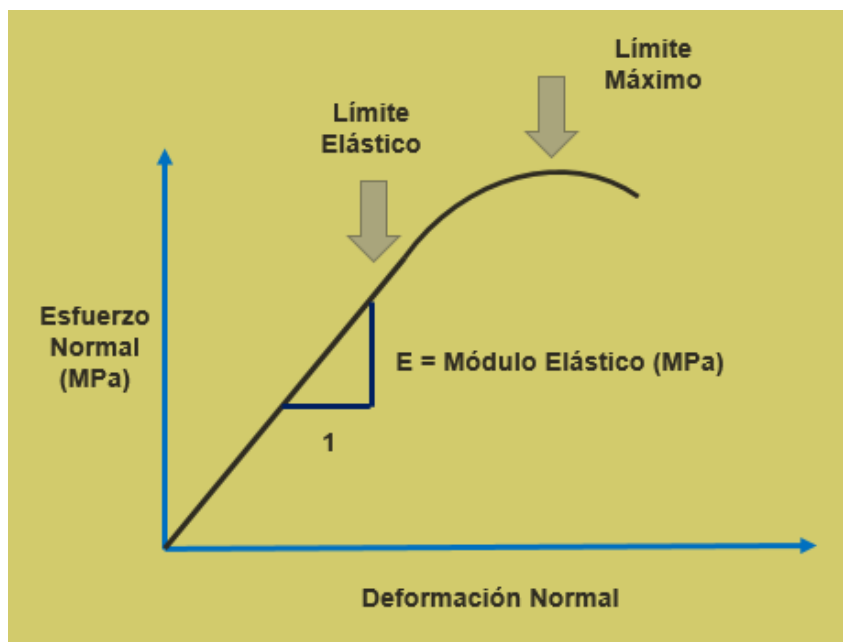 Límite
Máximo
Límite
Elástico
Esfuerzo
Normal
(MPa)
E = Módulo Elástico (MPa)
1
Deformación Normal